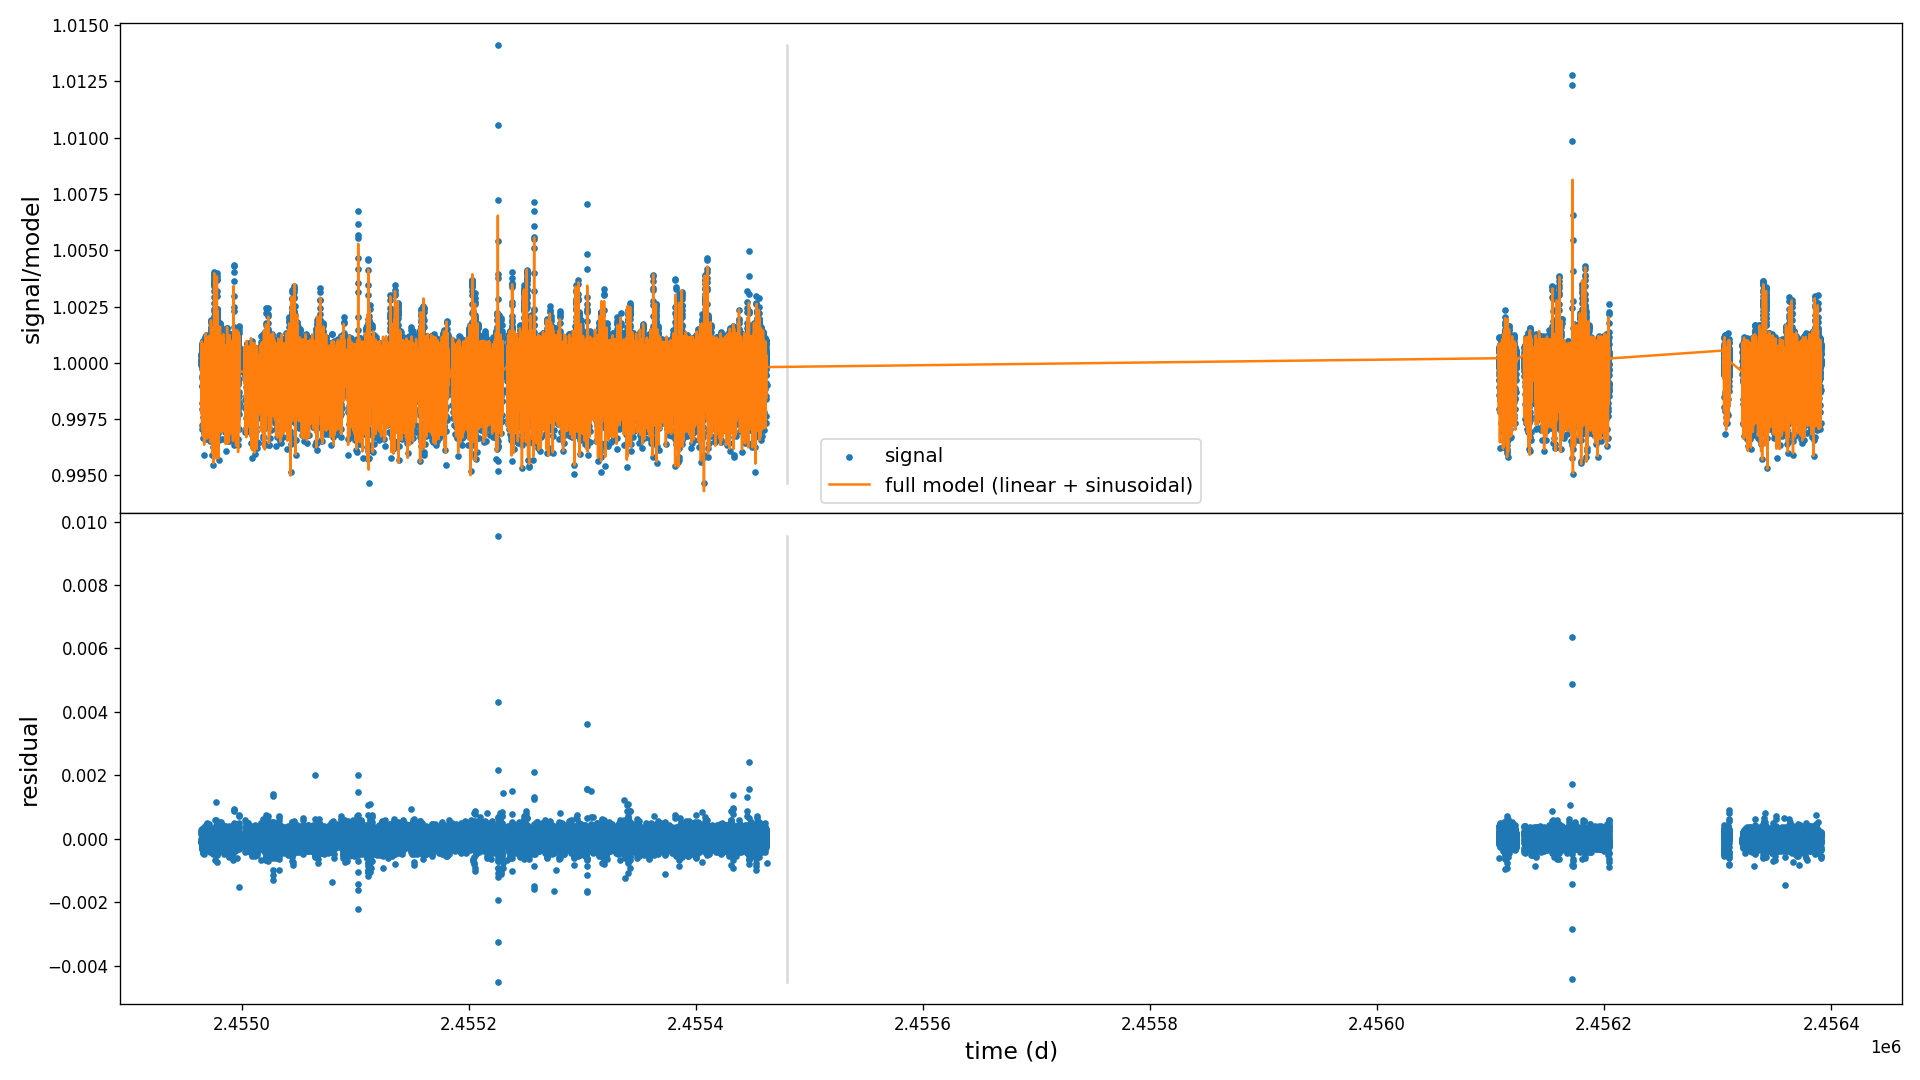 1.0150
1.0125
1.0100
1.0075
1.0050
1.0025
1.0000
0.9975
0.9950
signal/model
signal
full model (linear + sinusoidal)
0.010
0.008
0.006
0.004
0.002
0.000
−0.002
−0.004
residual
2.4550 2.4552 2.4554 2.4556 2.4558 2.4560 2.4562 2.4564
1e6
time (d)